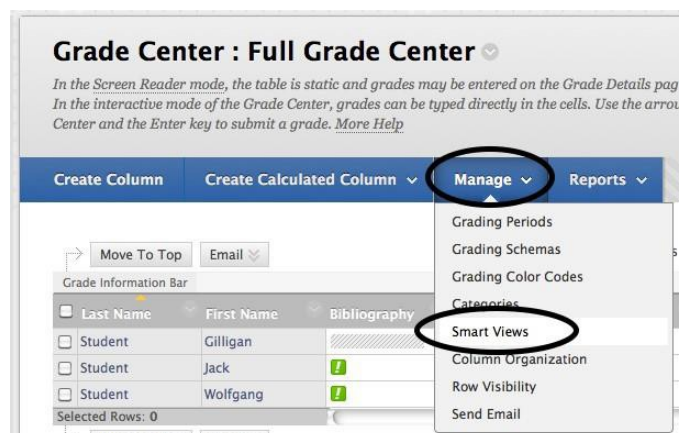 Grade Center : Full Grade Center
In the Screen Reader mode, the table is static and grades may be entered on the Grade Details pag
In the interactive mode of the Grade Center, grades can be typed directly in the cells. Use the arrou
Center and the Enter key to submit a grade. More Help
Create Column Create Calculated Column Manage Reports
Grading Periods
Move To Top Email Grading Schemas s
Grade Information Bar Grading Color Codes
Last Name First Name Bibliography Categories
Student Gilligan Smart Views
Student Jack Column Organization
Student Wolfgang Row Visibility
Selected Rows: 0 Send Email